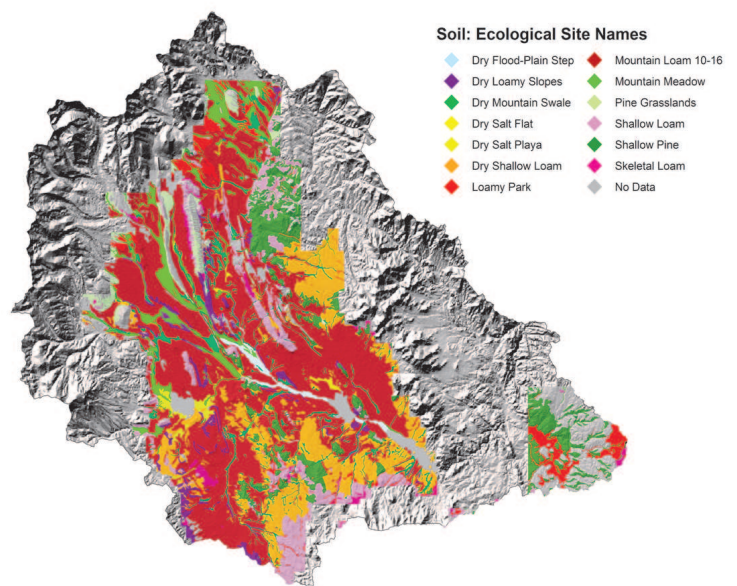 Soil: Ecological Site Names
Dry Flood-Plain Step
Dry Loamy Slopes
Dry Mountain Swale
Dry Salt Flat
Dry Salt Playa
Dry Shallow Loam
Loamy Park
Mountain Loam 10-16
Mountain Meadow
Pine Grasslands
Shallow Loam
Shallow Pine
Skeletal Loam
No Data